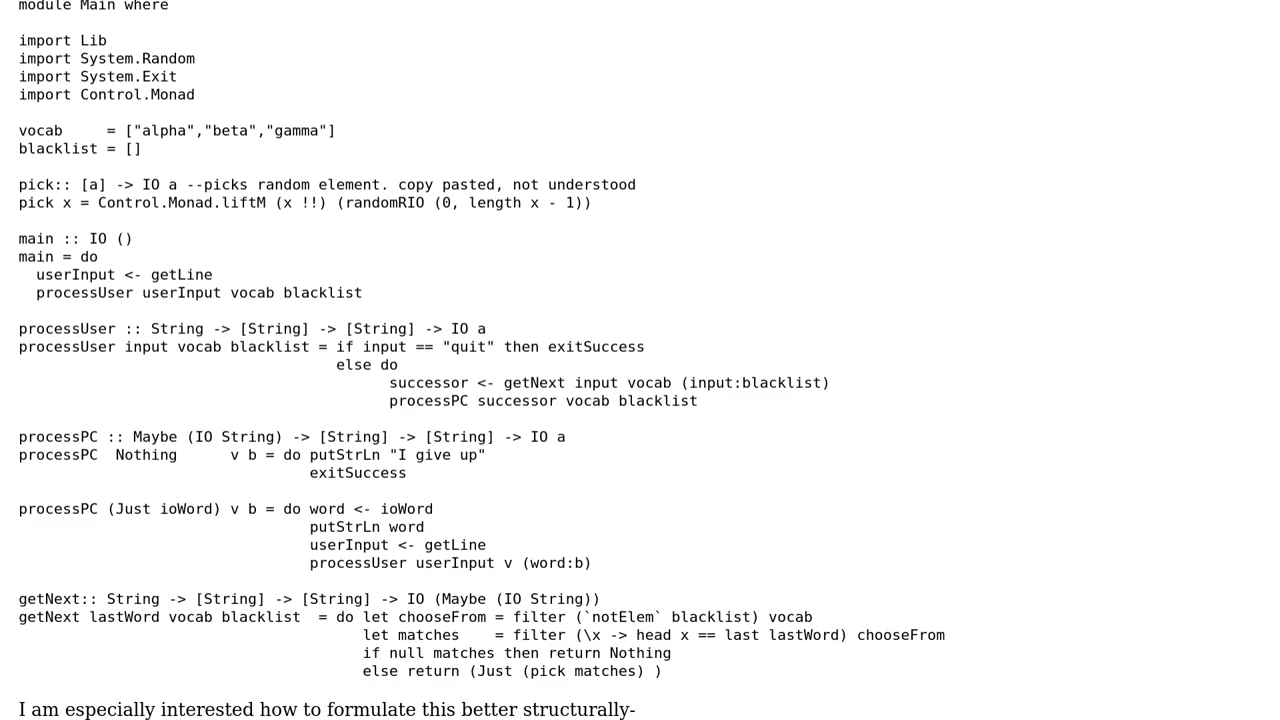 module Main where
import Lib
import System.Random
import System.Exit
import Control.Monad
vocab     = ["alpha","beta","gamma"]
blacklist = []
pick:: [a] -> IO a --picks random element. copy pasted, not understood
pick x = Control.Monad.liftM (x !!) (randomRIO (0, length x - 1))
main :: IO ()
main = do
  userInput <- getLine
  processUser userInput vocab blacklist
processUser :: String -> [String] -> [String] -> IO a
processUser input vocab blacklist = if input == "quit" then exitSuccess
                                    else do
                                          successor <- getNext input vocab (input:blacklist)
                                          processPC successor vocab blacklist
processPC :: Maybe (IO String) -> [String] -> [String] -> IO a
processPC  Nothing      v b = do putStrLn "I give up"
                                 exitSuccess
processPC (Just ioWord) v b = do word <- ioWord
                                 putStrLn word
                                 userInput <- getLine
                                 processUser userInput v (word:b)
getNext:: String -> [String] -> [String] -> IO (Maybe (IO String))
getNext lastWord vocab blacklist  = do let chooseFrom = filter (`notElem` blacklist) vocab
                                       let matches    = filter (\x -> head x == last lastWord) chooseFrom
                                       if null matches then return Nothing
                                       else return (Just (pick matches) )
I am especially interested how to formulate this better structurally-